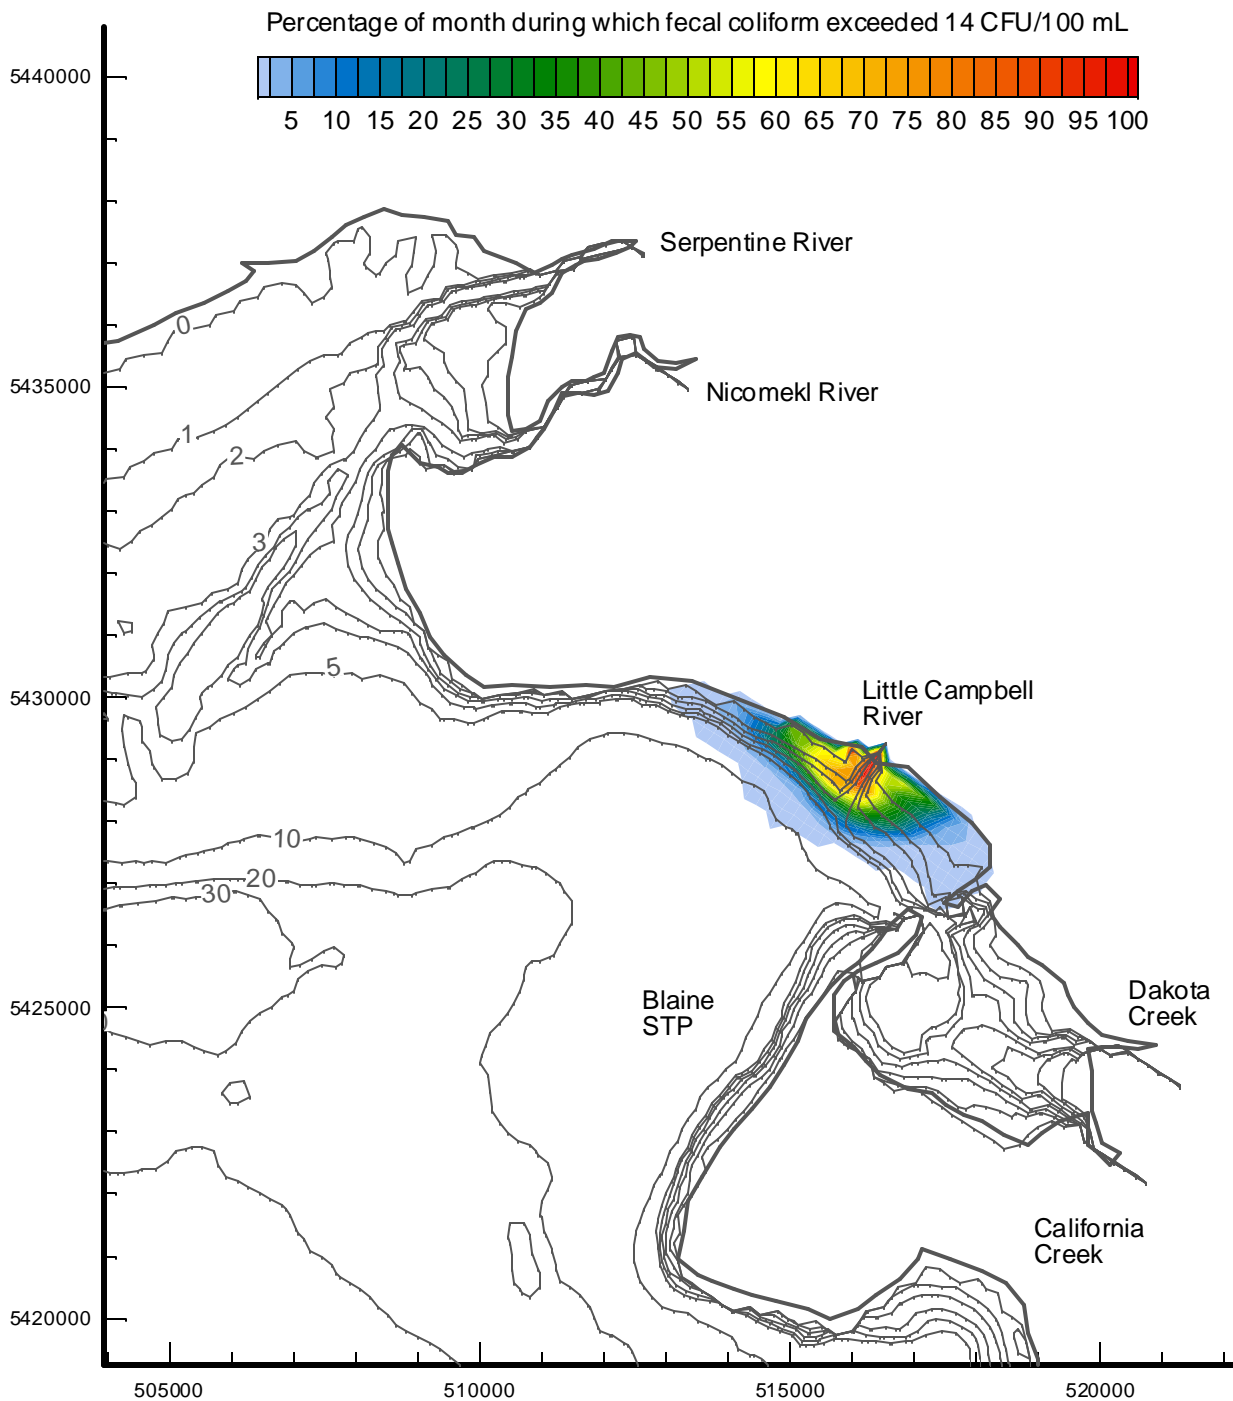 Percentage of month during which fecal coliform exceeded 14 CFU/100 mL
5 10 15 20 25 30 35 40 45 50 55 60 65 70 75 80 85 90 95 100
5440000
Serpentine River
0
5435000
Nicomekl River
1
2
3
5
5430000
Little Campbell
River
10
20
30
5425000
Blaine
STP
Dakota
Creek
California
Creek
5420000
505000 510000 515000 520000